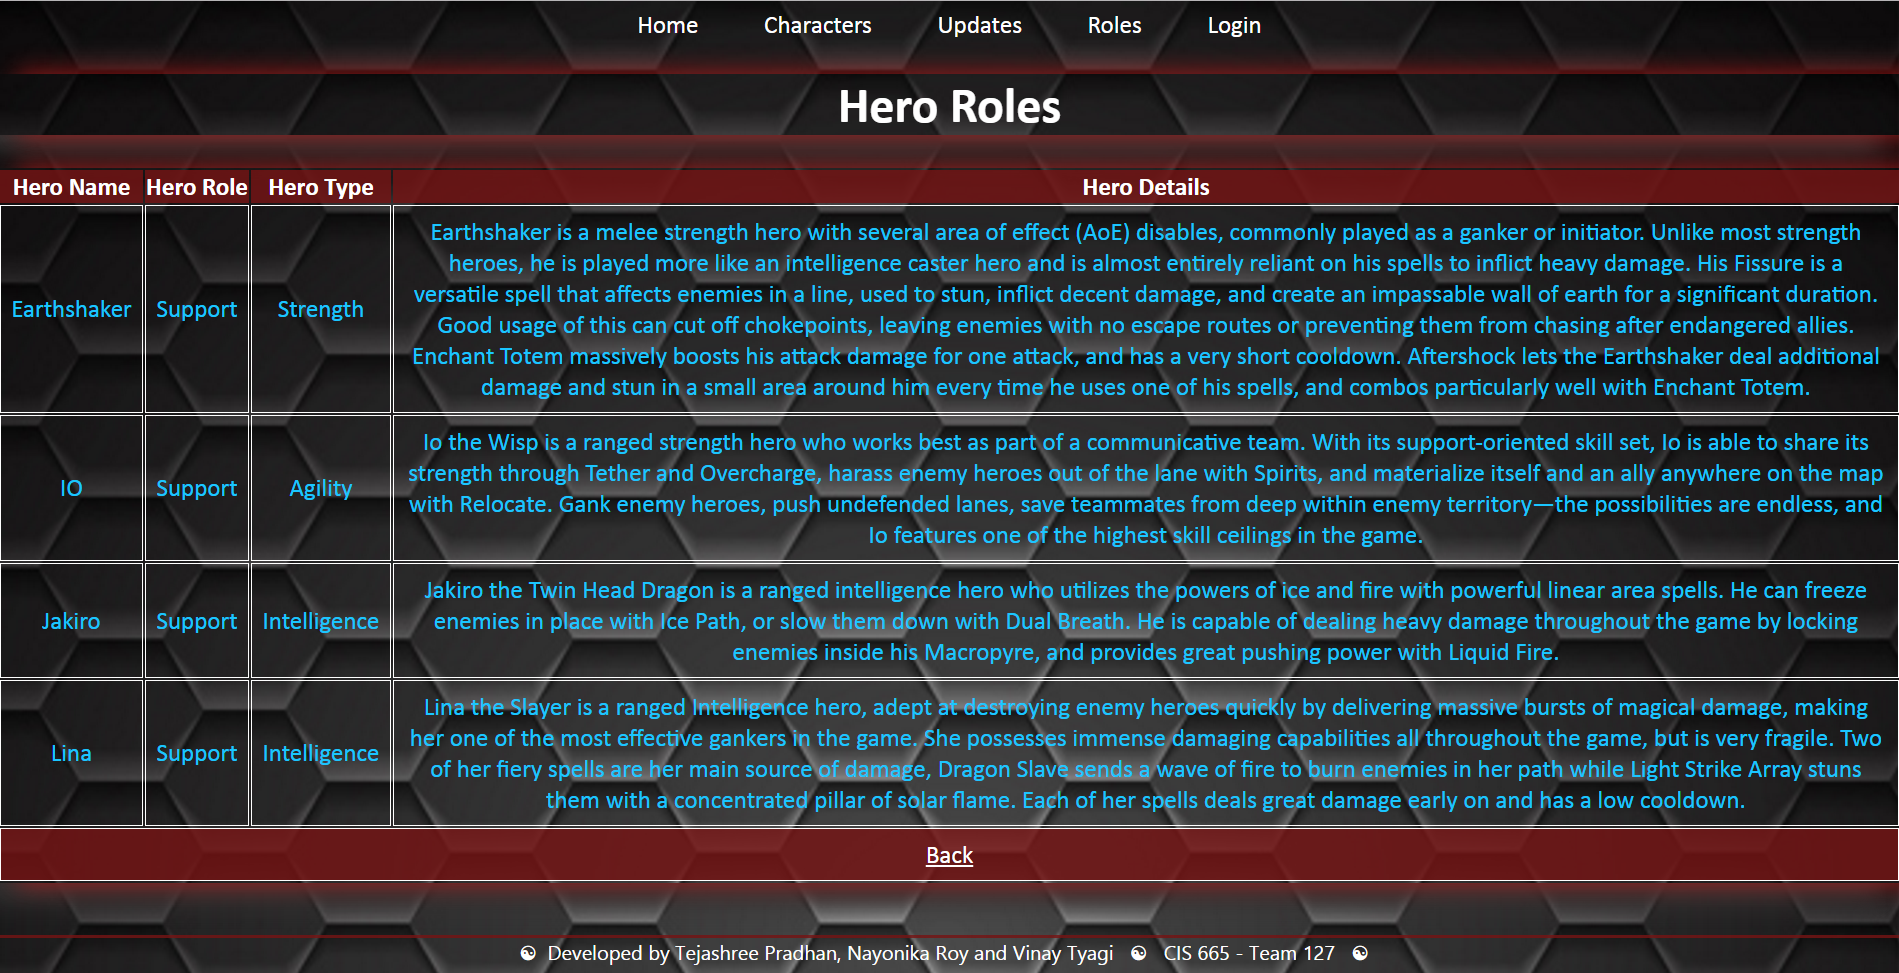 Home Characters Updates Roles Login
Hero Roles
Hero Name Hero Role Hero Type Hero Details
Earthshaker Support Strength
Earthshaker is a melee strength hero with several area of effect (AoE) disables, commonly played as a ganker or initiator. Unlike most strength
heroes, he is played more like an intelligence caster hero and is almost entirely reliant on his spells to inflict heavy damage. His Fissure is a
versatile spell that affects enemies in a line, used to stun, inflict decent damage, and create an impassable wall of earth for a significant duration.
Good usage of this can cut off chokepoints, leaving enemies with no escape routes or preventing them from chasing after endangered allies.
Enchant Totem massively boosts his attack damage for one attack, and has a very short cooldown. Aftershock lets the Earthshaker deal additional
damage and stun in a small area around him every time he uses one of his spells, and combos particularly well with Enchant Totem.
IO Support Agility
Io the Wisp is a ranged strength hero who works best as part of a communicative team. With its support-oriented skill set, Io is able to share its
strength through Tether and Overcharge, harass enemy heroes out of the lane with Spirits, and materialize itself and an ally anywhere on the map
with Relocate. Gank enemy heroes, push undefended lanes, save teammates from deep within enemy territory—the possibilities are endless, and
Io features one of the highest skill ceilings in the game.
Jakiro Support Intelligence
Jakiro the Twin Head Dragon is a ranged intelligence hero who utilizes the powers of ice and fire with powerful linear area spells. He can freeze
enemies in place with Ice Path, or slow them down with Dual Breath. He is capable of dealing heavy damage throughout the game by locking
enemies inside his Macropyre, and provides great pushing power with Liquid Fire.
Lina Support Intelligence
Lina the Slayer is a ranged Intelligence hero, adept at destroying enemy heroes quickly by delivering massive bursts of magical damage, making
her one of the most effective gankers in the game. She possesses immense damaging capabilities all throughout the game, but is very fragile. Two
of her fiery spells are her main source of damage, Dragon Slave sends a wave of fire to burn enemies in her path while Light Strike Array stuns
them with a concentrated pillar of solar flame. Each of her spells deals great damage early on and has a low cooldown.
Back
☯ Developed by Tejashree Pradhan, Nayonika Roy and Vinay Tyagi ☯ CIS 665 - Team 127 ☯